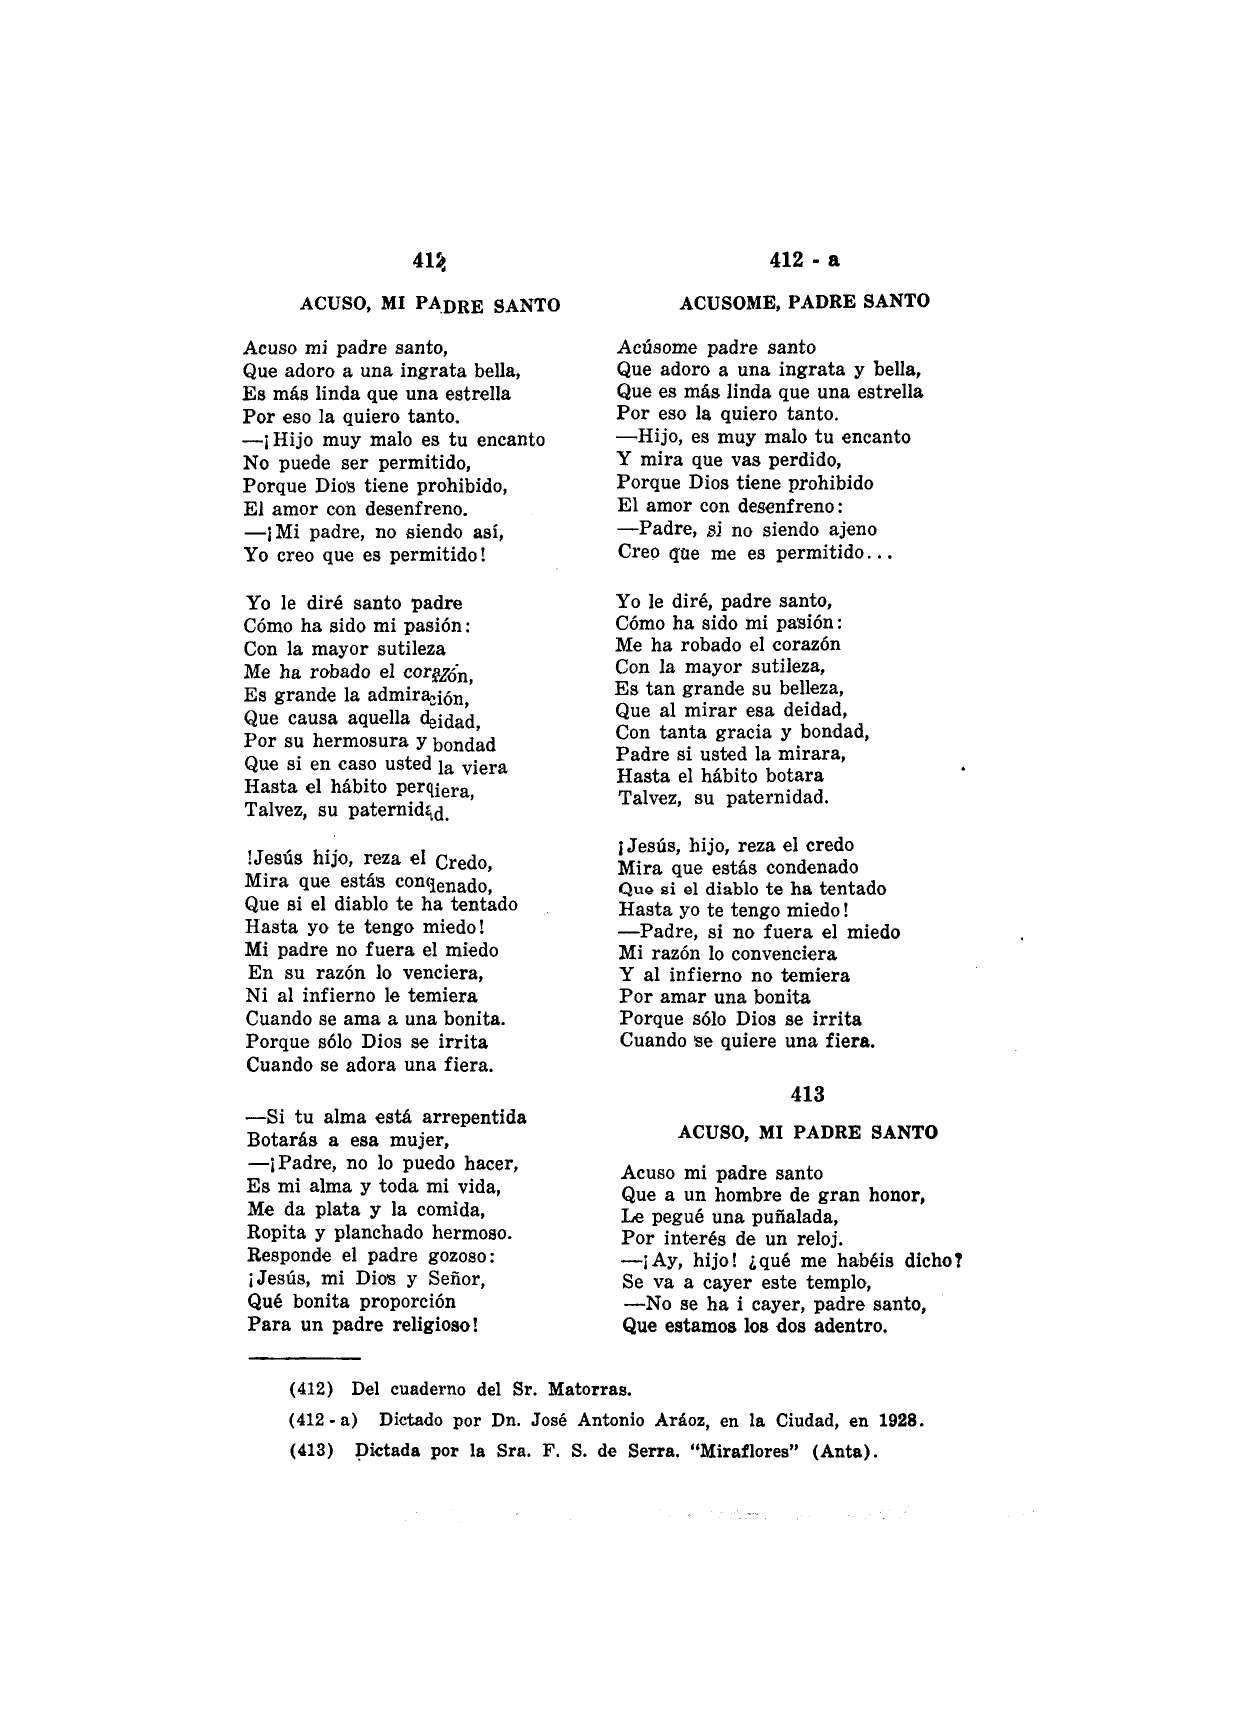 412
ACUSO, MI PADRE SANTO
Acuso mi padre santo,
Que adoro a una ingrata bella,
Es más linda que una estrella
Por eso la quiero tanto.
—¡Hijo muy malo es tu encanto
No puede ser permitido,
Porque Dios tiene prohibido,
El amor con desenfreno.
—¡Mi padre, no siendo así,
Yo creo que es permitido!
Yo le diré santo padre
Cómo ha sido mi pasión:
Con la mayor sutileza
Me ha robado el corazón,
Es grande la admiración,
Que causa aquella deidad,
Por su hermosura y bondad
Que si en caso usted la viera
Hasta el hábito perdiera,
Talvez, su paternidad.
!Jesús hijo, reza el Credo,
Mira que estás condenado,
Que si el diablo te ha tentado
Hasta yo te tengo miedo!
Mi padre no fuera el miedo
En su razón lo venciera,
Ni al infierno le temiera
Cuando se ama a una bonita.
Porque sólo Dios se irrita
Cuando se adora una fiera.
—Si tu alma está arrepentida
Botarás a esa mujer,
—¡Padre, no lo puedo hacer,
Es mi alma y toda mi vida,
Me da plata y la comida,
Ropita y planchado hermoso.
Responde el padre gozoso:
¡Jesús, mi Dios y Señor,
Qué bonita proporción
Para un padre religioso!
412 - a
ACUSOME, PADRE SANTO
Acúsome padre santo
Que adoro a una ingrata y bella,
Que es más linda que una estrella
Por eso la quiero tanto.
—Hijo, es muy malo tu encanto
Y mira que vas perdido,
Porque Dios tiene prohibido
El amor con desenfreno:
—Padre, si no siendo ajeno
Creo que me es permitido...
Yo le diré, padre santo,
Cómo ha sido mi pasión:
Me ha robado el corazón
Con la mayor sutileza,
Es tan grande su belleza,
Que al mirar esa deidad,
Con tanta gracia y bondad,
Padre si usted la mirara,
Hasta el hábito botara
Talvez, su paternidad.
¡Jesús, hijo, reza el credo
Mira que estás condenado
Que si el diablo te ha tentado
Hasta yo te tengo miedo!
—Padre, si no fuera el miedo
Mi razón lo convenciera
Y al infierno no temiera
Por amar una bonita
Porque sólo Dios se irrita
Cuando se quiere una fiera.
413
ACUSO, MI PADRE SANTO
Acuso mi padre santo
Que a un hombre de gran honor,
Le pegué una puñalada,
Por interés de un reloj.
—¡Ay, hijo! ¿qué me habéis dicho?
Se va a cayer este templo,
—No se ha i cayer, padre santo,
Que estamos los dos adentro.
(412) Del cuaderno del Sr. Matorras.
(412 - a) Dictado por Dn. José Antonio Aráoz, en la Ciudad, en 1928.
(413) Dictada por la Sra. F. S. de Serra. "Miraflores" (Anta).